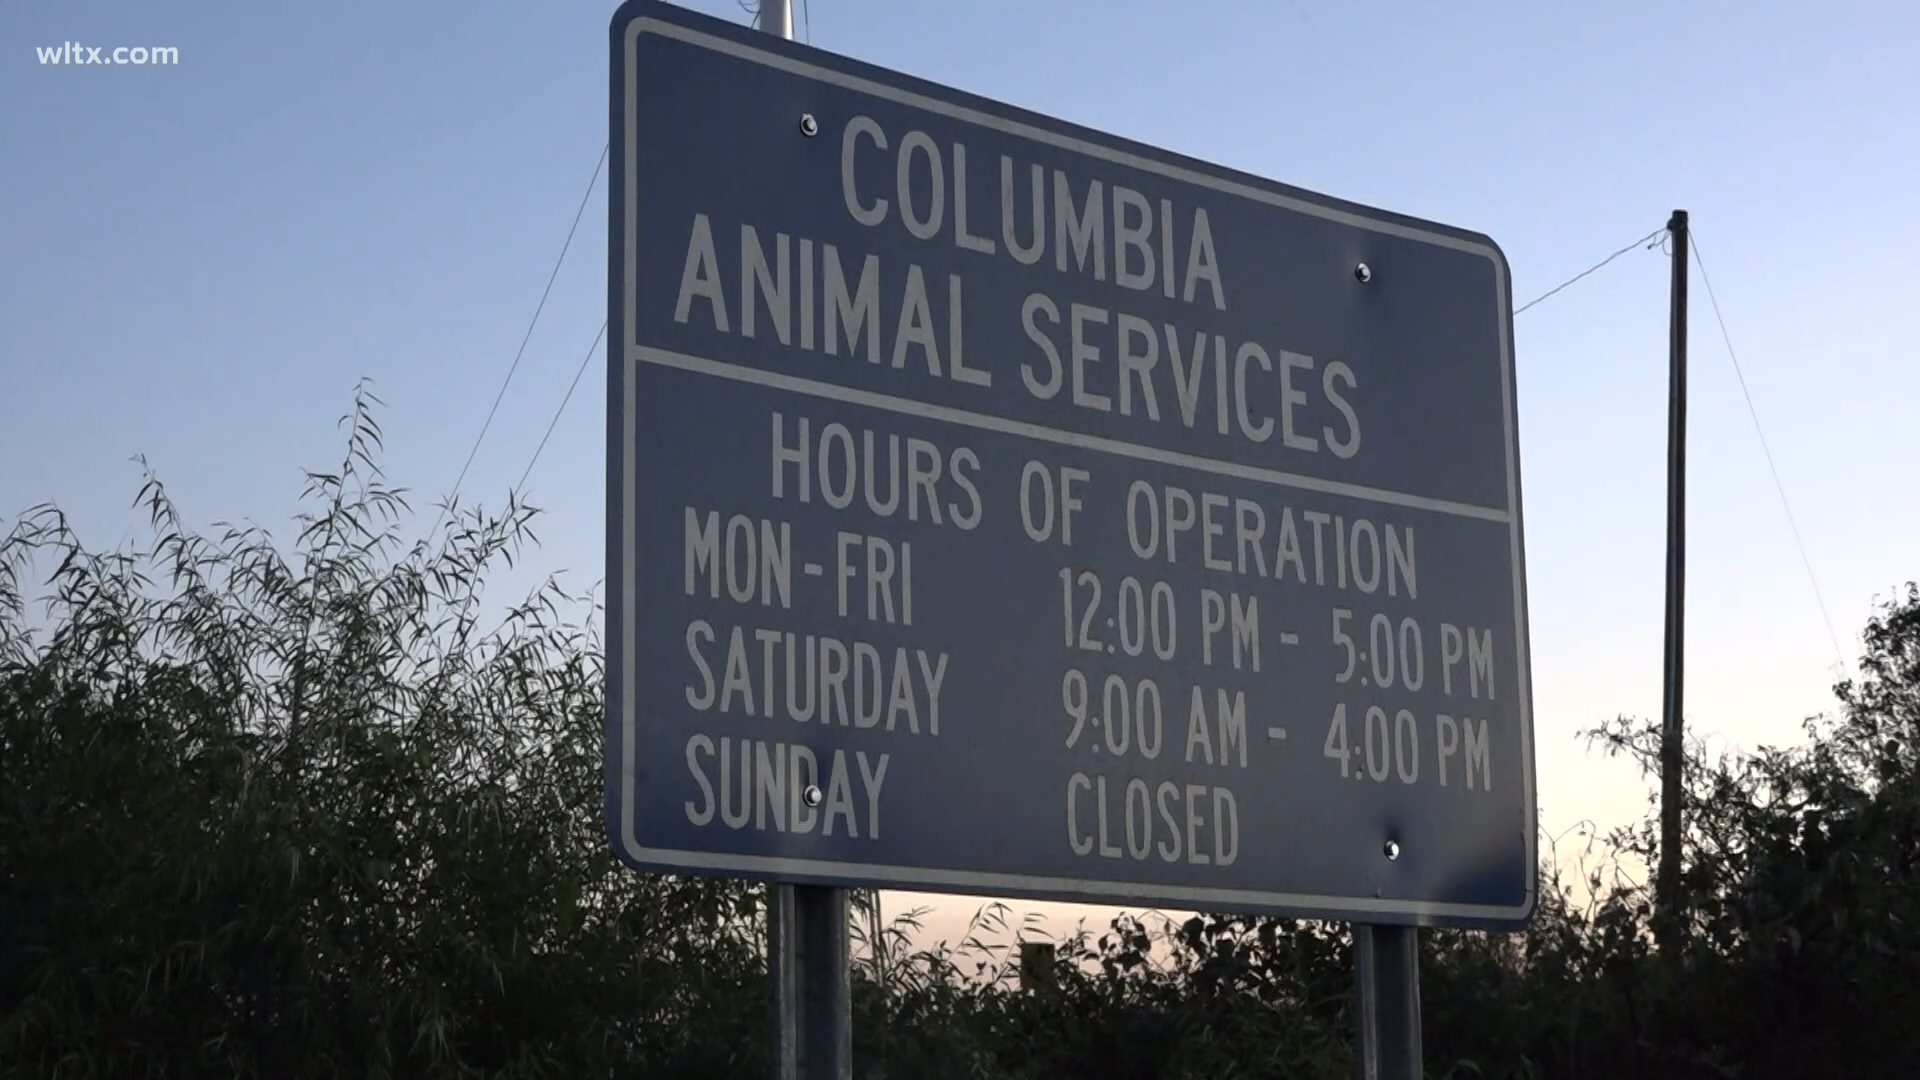 wltx.com
COLUMBIA
ANIMAL SERVICES
HOURS OF OPERATION
MON-FRI 12:00 PM - 5:00 PM
SATURDAY 9:00 AM - 4:00 PM
SUNDAY CLOSED